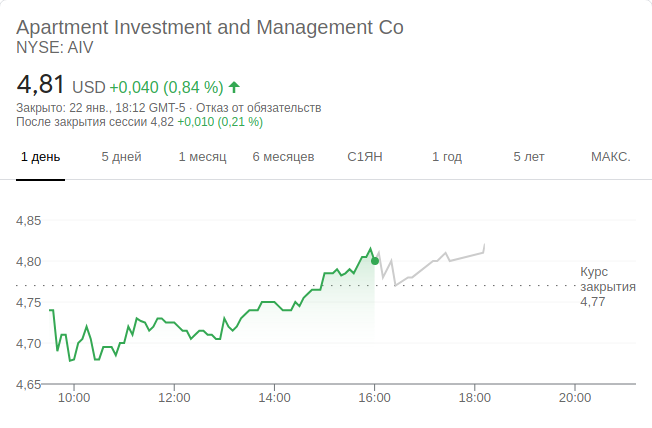 Apartment Investment and Management Co
NYSE: AIV
4,81 USD +0,040 (0,84 %)
Закрыто: 22 янв., 18:12 GMT-5 · Отказ от обязательств
После закрытия сессии 4,82 +0,010 (0,21 %)
1 день 5 дней 1 месяц 6 месяцев С1ЯН 1 год 5 лет МАКС.
4,85
4,80
Курс
закрытия
4,77
4,75
4,70
4,65
10:00 12:00 14:00 16:00 18:00 20:00